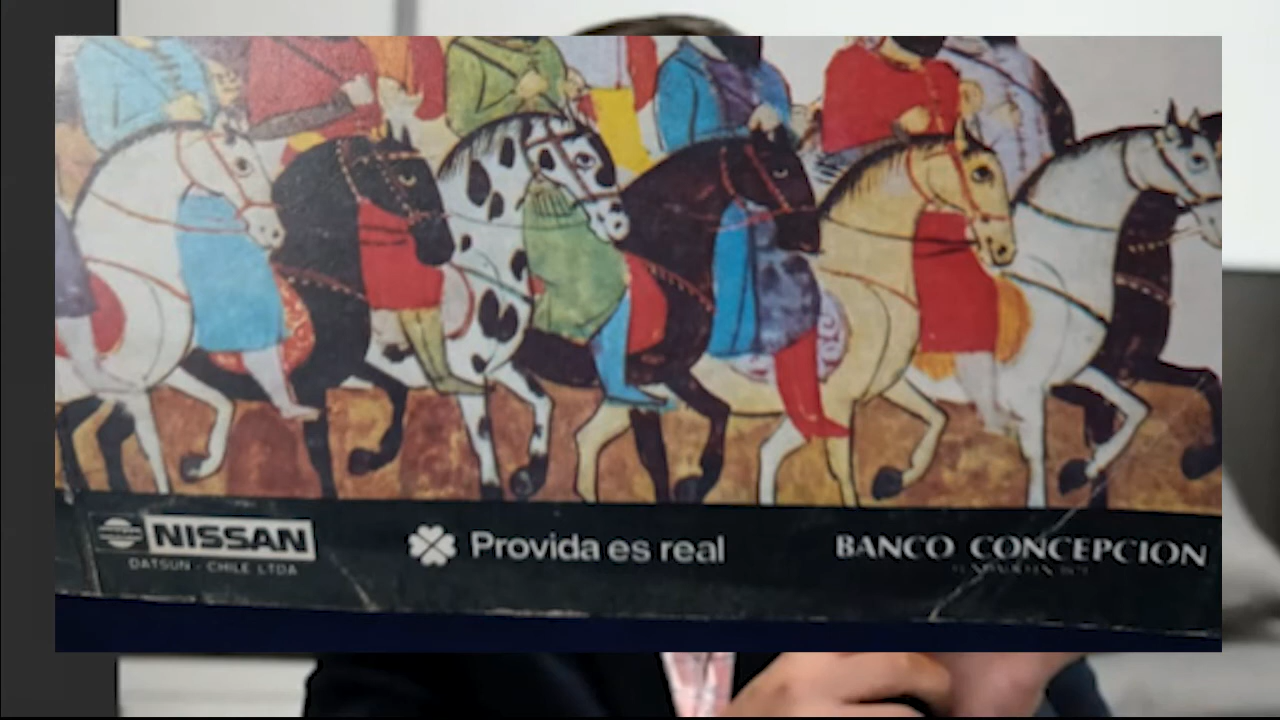 NISSAN
DATSUN - CHILE LTDA
Provida es real
BANCO CONCEPCION